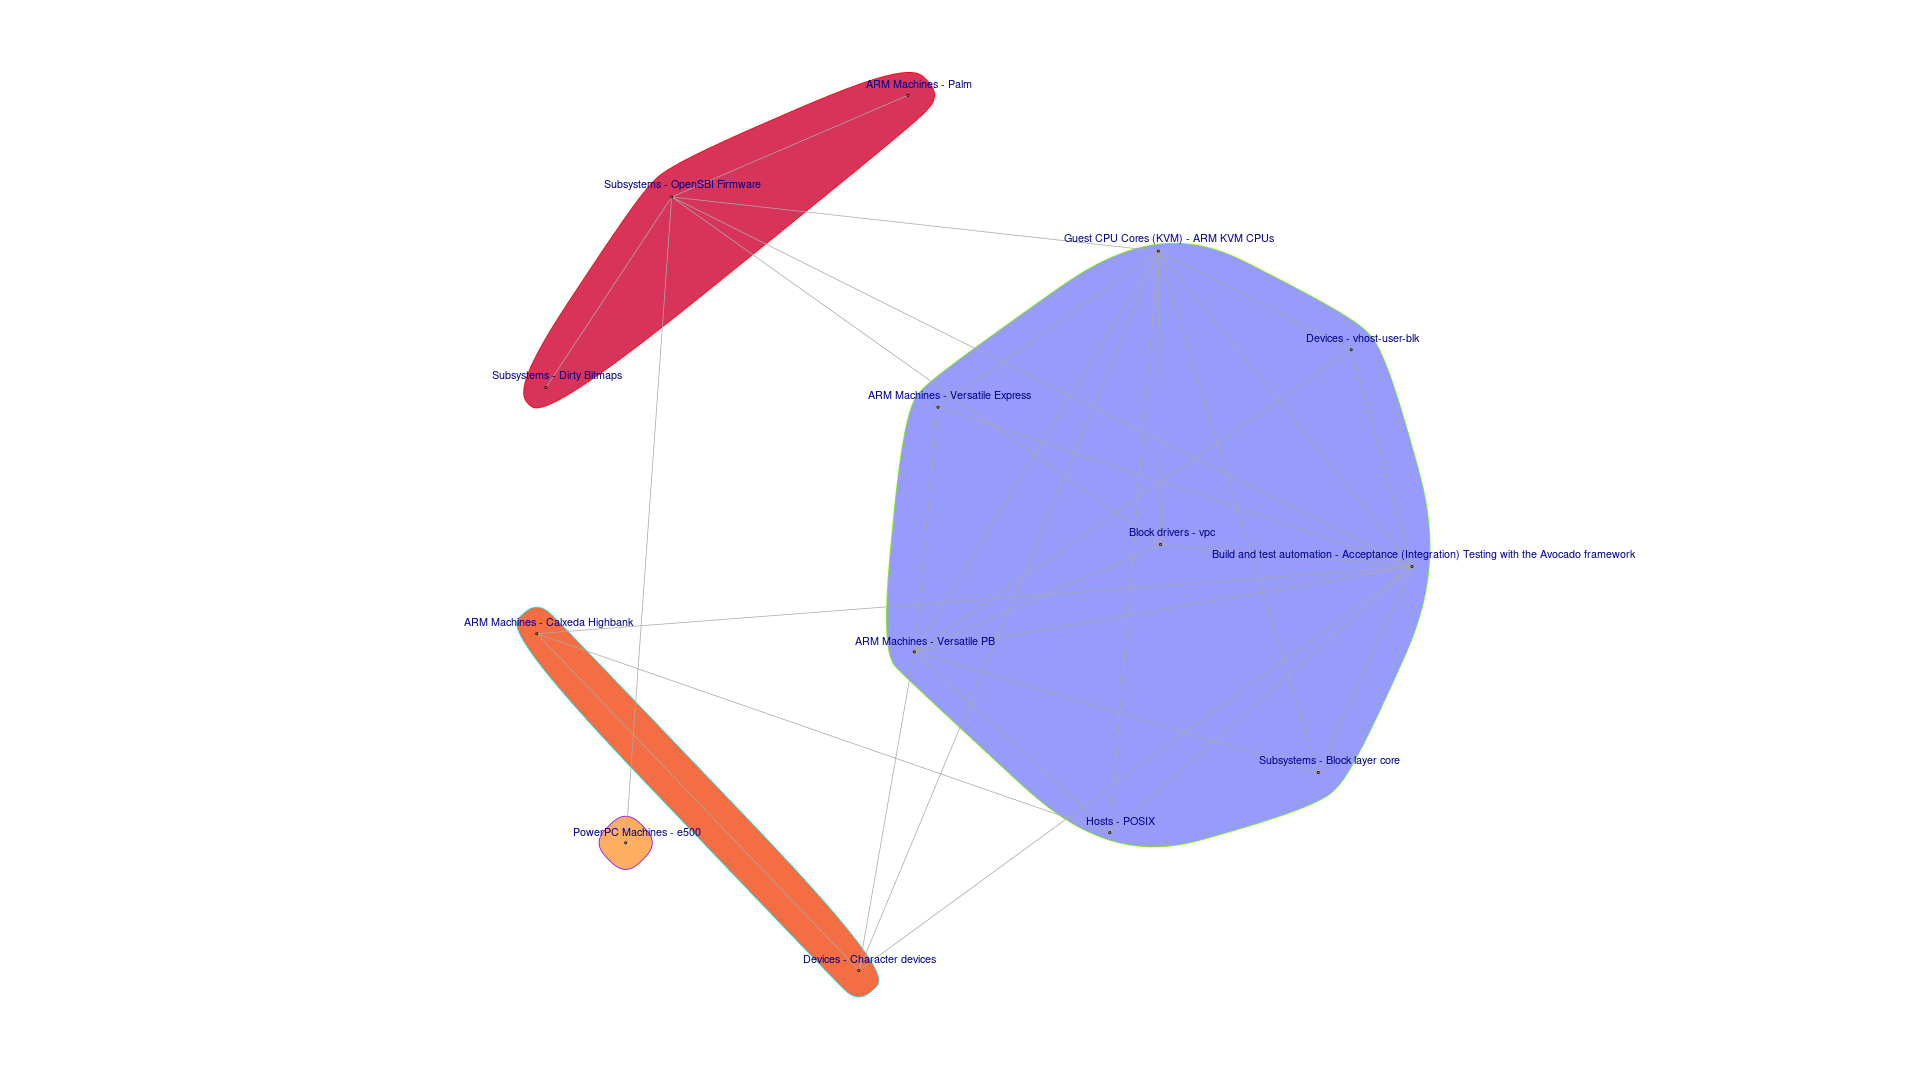 ARM Machines - Palm
Subsystems - OpenSBI Firmware
Guest CPU Cores (KVM) - ARM KVM CPUs
Devices - vhost-user-blk
Subsystems - Dirty Bitmaps
ARM Machines - Versatile Express
Block drivers - vpc
Build and test automation - Acceptance (Integration) Testing with the Avocado framework
ARM Machines - Calxeda Highbank
ARM Machines - Versatile PB
Subsystems - Block layer core
Hosts - POSIX
PowerPC Machines - e500
Devices - Character devices